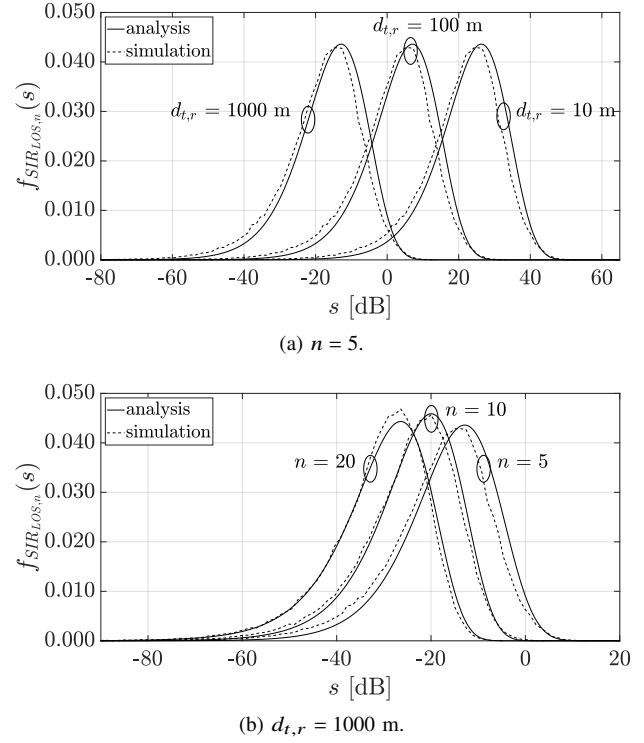 0.050
analysis
simulation
d_{t,r} = 100 m
0.040
0.030
d_{t,r} = 1000 m
d_{t,r} = 10 m
0.020
0.010
0.000
f_{SIR_{LOS,n}}(s)
-80 -60 -40 -20 0 20 40 60
s [dB]
(a) n = 5.
0.050
analysis
simulation
n = 10
0.040
n = 20
n = 5
0.030
0.020
0.010
0.000
f_{SIR_{LOS,n}}(s)
-80 -60 -40 -20 0 20
s [dB]
(b) d_{t,r} = 1000 m.